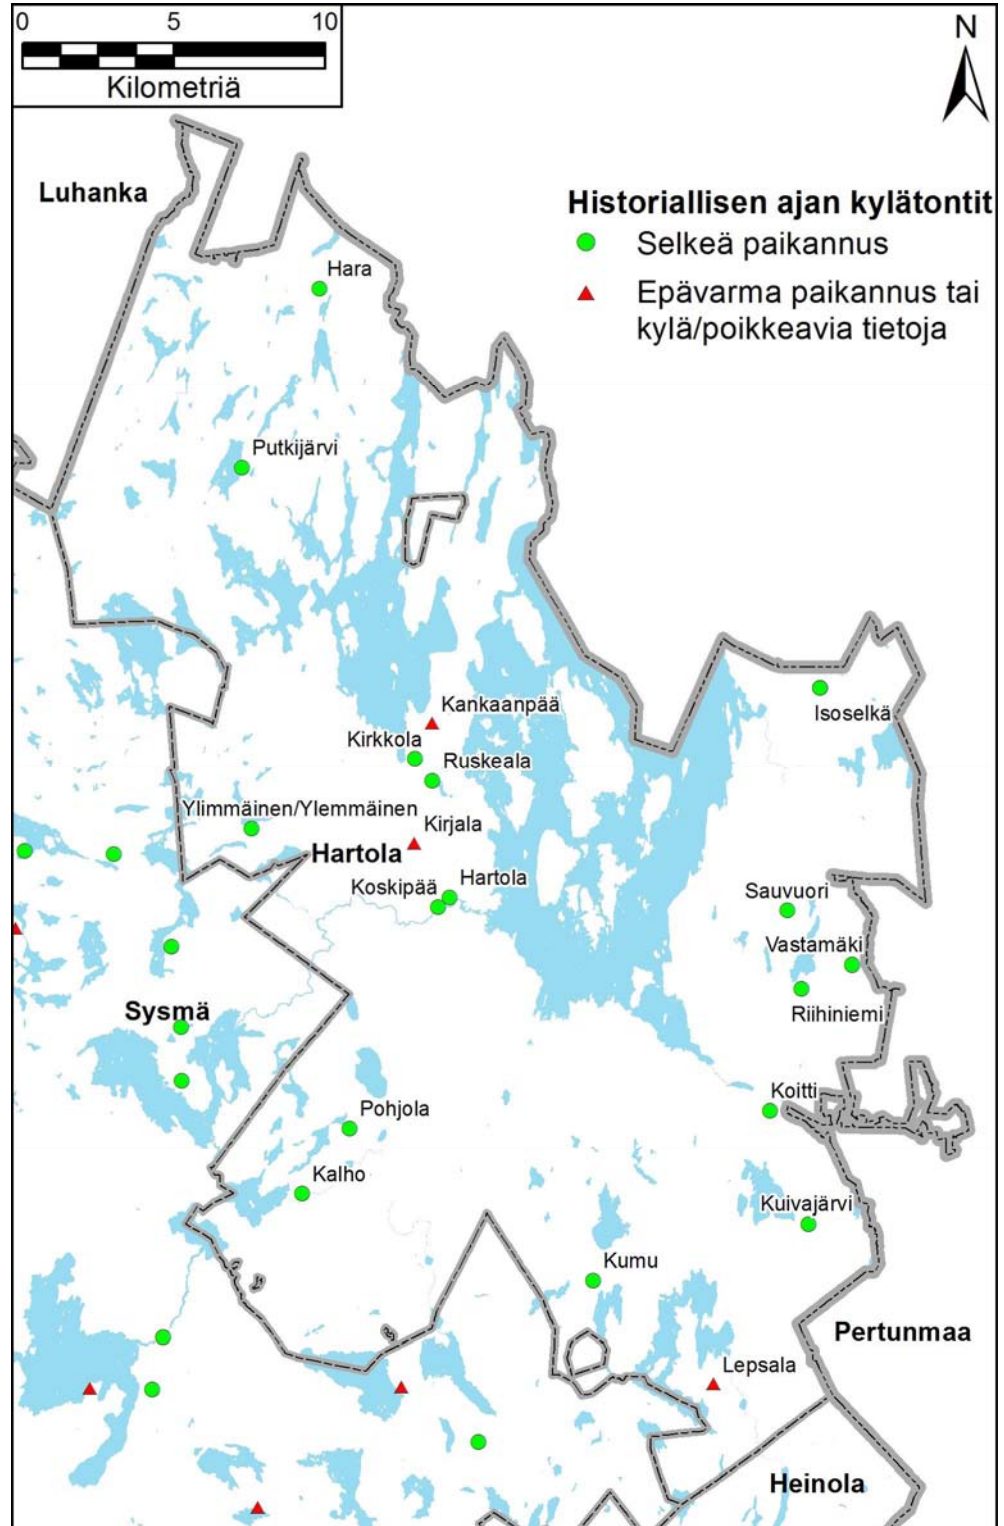 0 5 10
Kilometriä
N
Luhanka
Historiallisen ajan kylätontit
Selkeä paikannus
Epävarma paikannus tai
kylä/poikkeavia tietoja
Hara
Putkijärvi
Kankaanpää
Isoselkä
Kirkkola
Ruskeala
Ylimmäinen/Ylemmäinen
Kirjala
Hartola
Hartola
Koskipää
Sauvuori
Vastamäki
Sysmä
Riihiniemi
Koitti
Pohjola
Kalho
Kuivajärvi
Kumu
Pertunmaa
Lepsala
Heinola